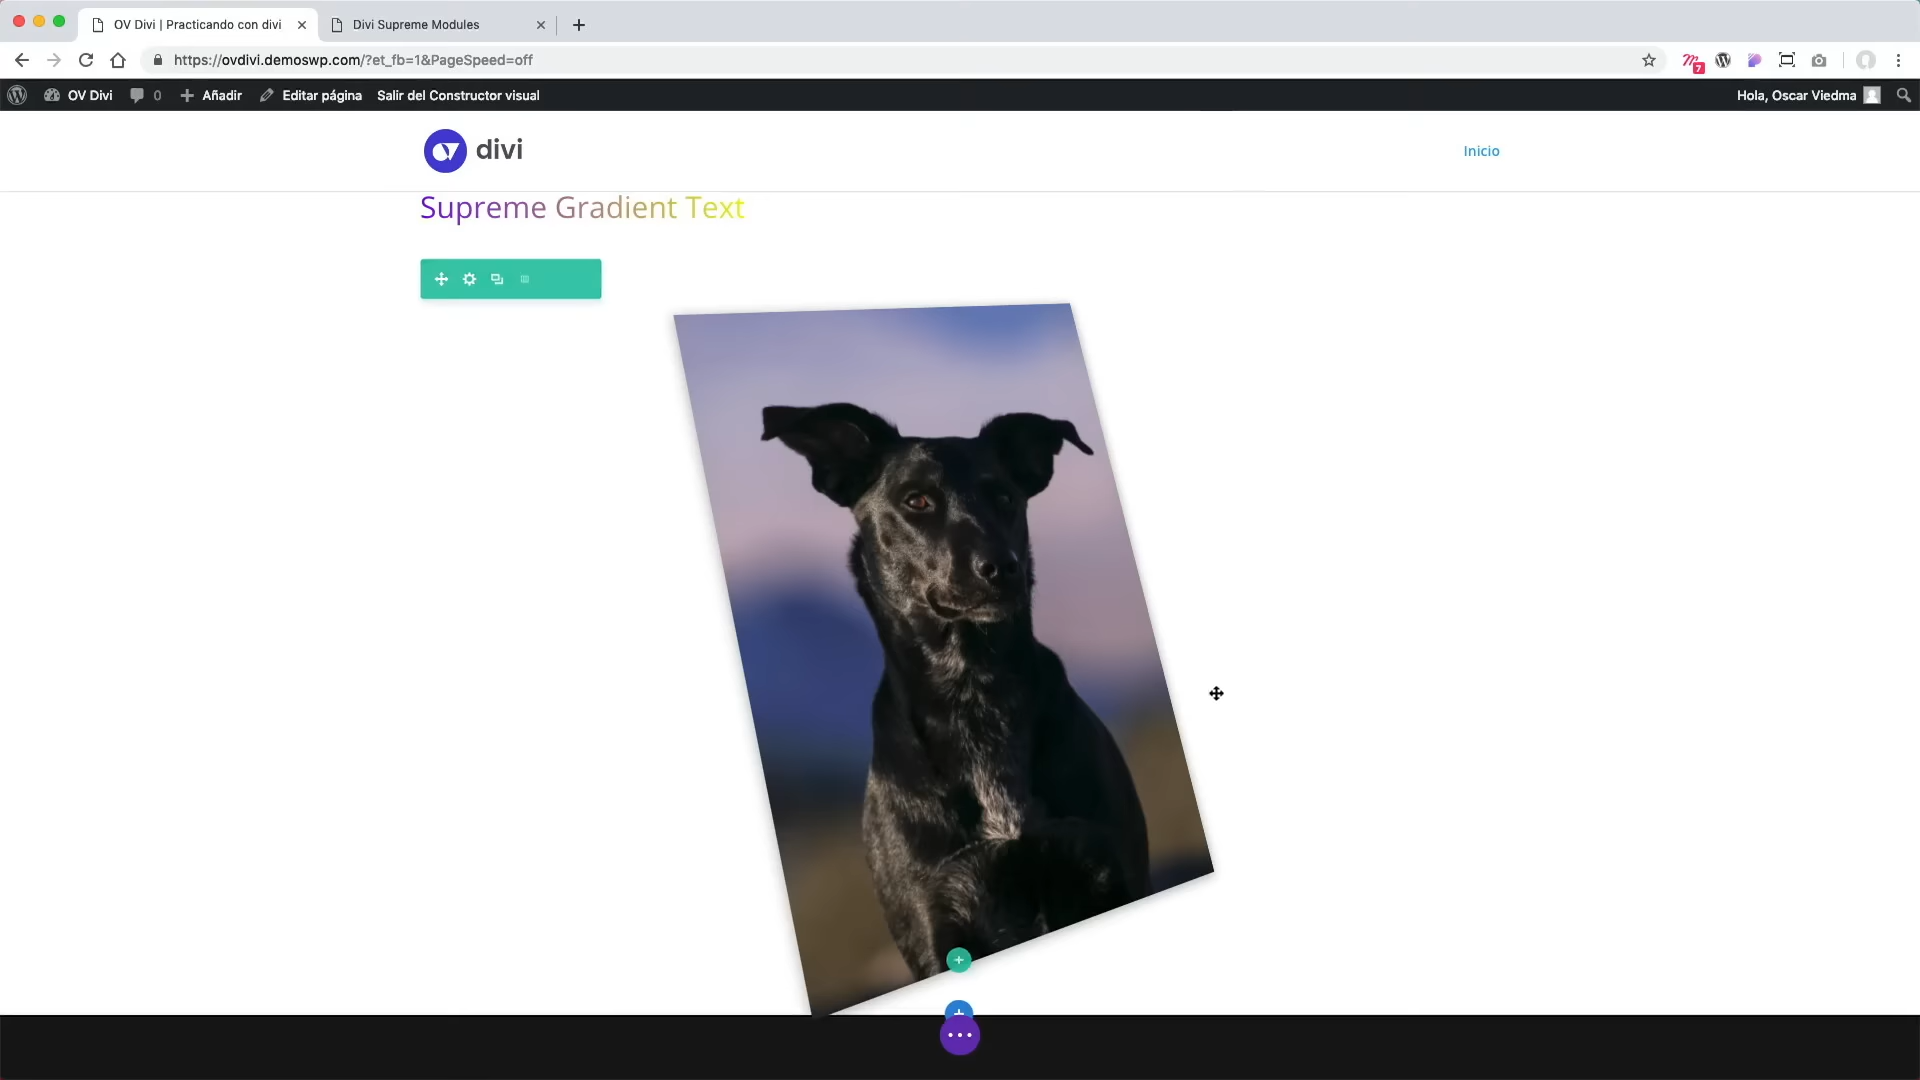 OV Divi | Practicando con divi
Divi Supreme Modules
https://ovdivi.demoswp.com/?et_fb=1&PageSpeed=off
7
OV Divi
0
Añadir
Editar página
Salir del Constructor visual
Hola, Oscar Viedma
divi
Inicio
Supreme Gradient Text